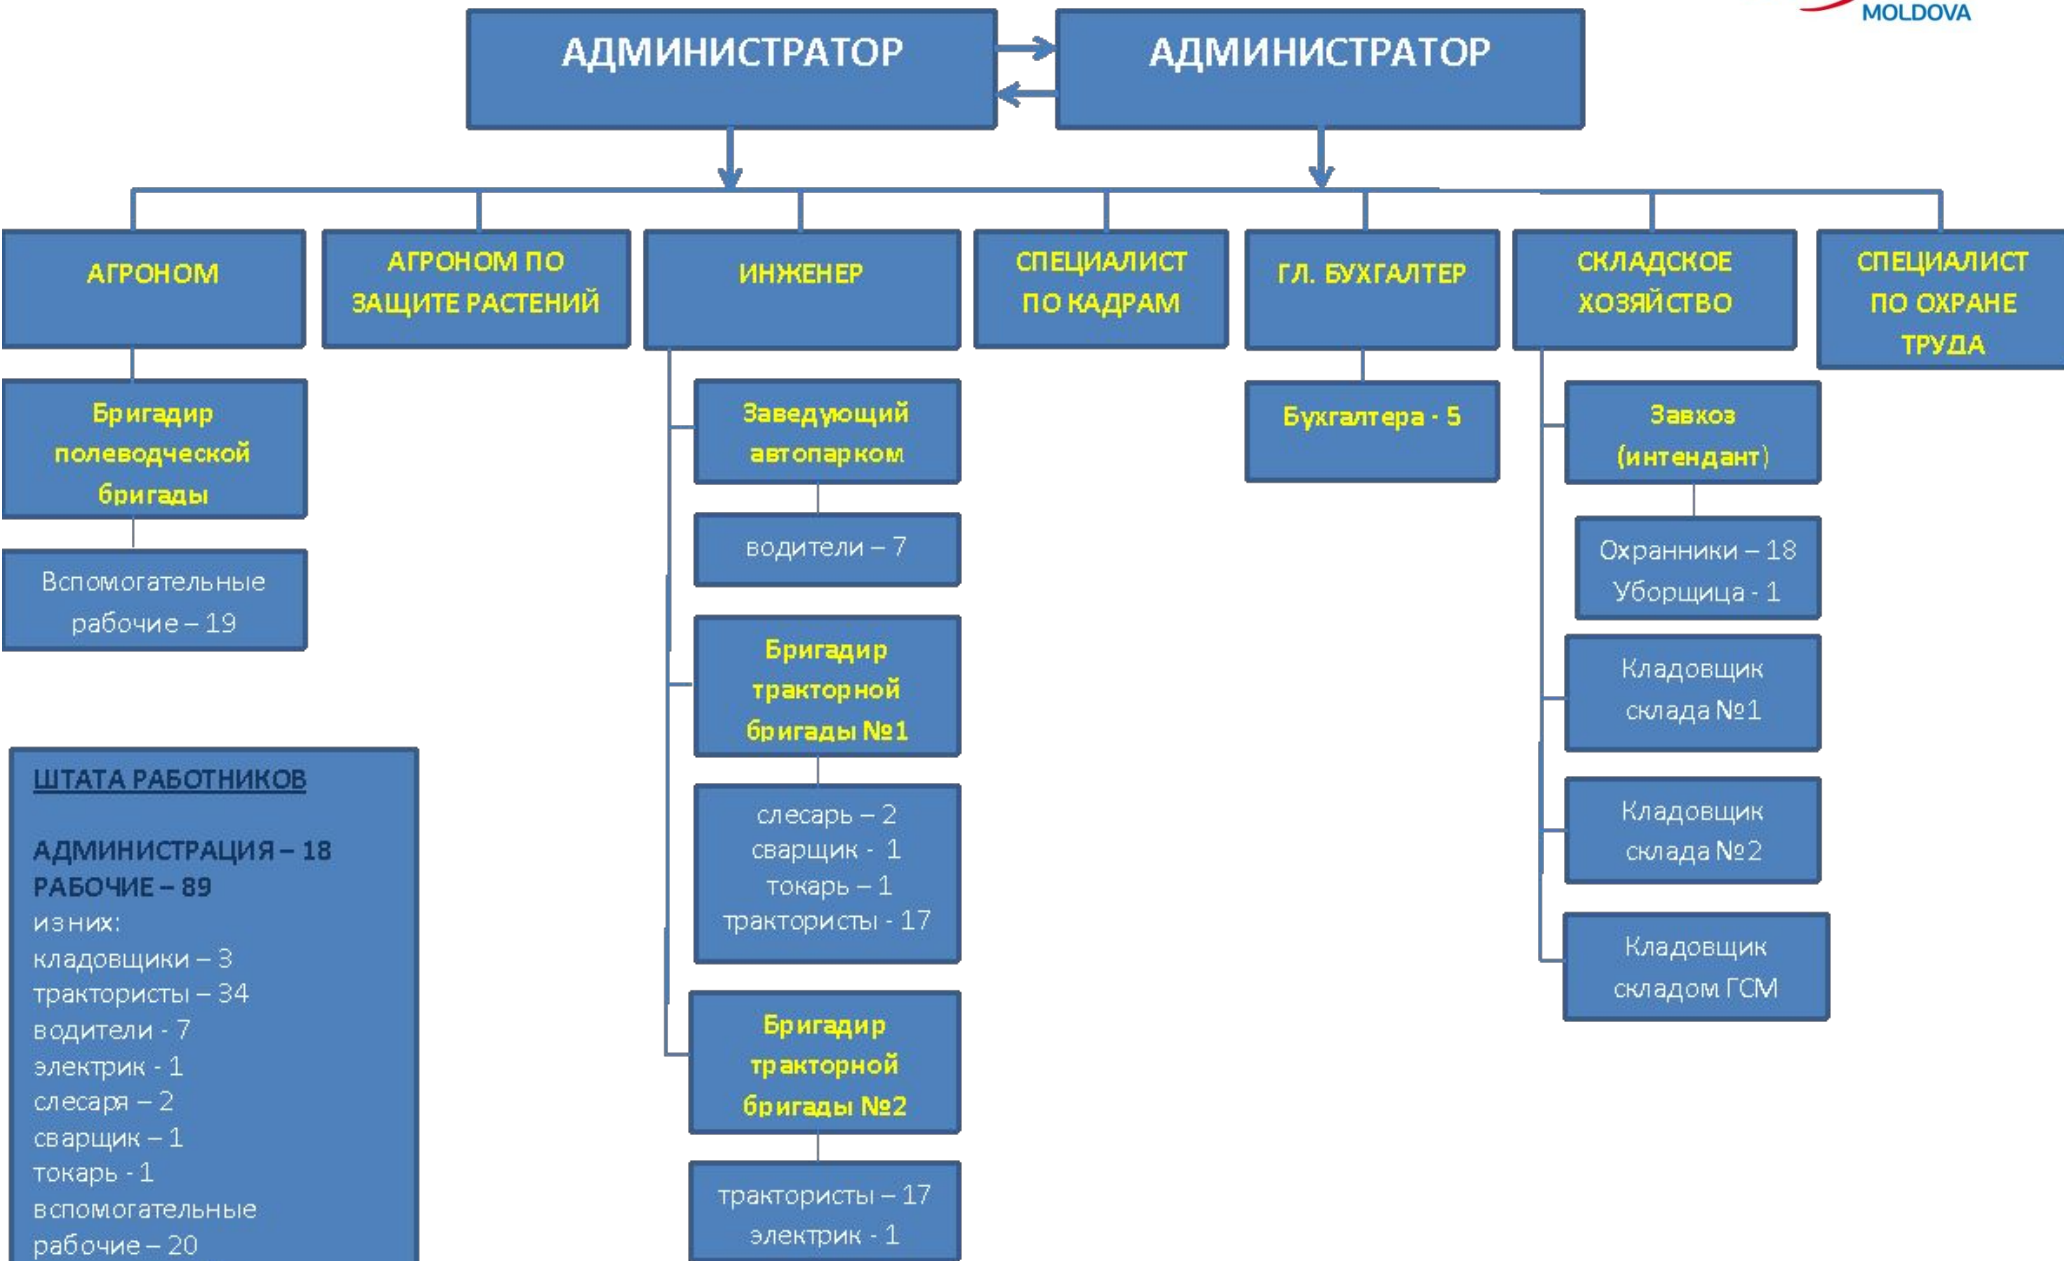 MOLDOVA
АДМИНИСТРАТОР
АДМИНИСТРАТОР
АГРОНОМ
АГРОНОМ ПО
ЗАЩИТЕ РАСТЕНИЙ
ИНЖЕНЕР
СПЕЦИАЛИСТ
ПО КАДРАМ
ГЛ. БУХГАЛТЕР
СКЛАДСКОЕ
ХОЗЯЙСТВО
СПЕЦИАЛИСТ
ПО ОХРАНЕ
ТРУДА
Бригадир
полеводческой
бригады
Вспомогательные
рабочие – 19
Заведующий
автопарком
водители – 7
Бригадир
тракторной
бригады №1
слесарь – 2
сварщик - 1
токарь – 1
трактористы - 17
Бригадир
тракторной
бригады №2
трактористы – 17
электрик - 1
Бухгалтера - 5
Завхоз
(интендант)
Охранники – 18
Уборщица - 1
Кладовщик
склада №1
Кладовщик
склада №2
Кладовщик
складом ГСМ
ШТАТА РАБОТНИКОВ
АДМИНИСТРАЦИЯ – 18
РАБОЧИЕ – 89
из них:
кладовщики – 3
трактористы – 34
водители - 7
электрик - 1
слесаря – 2
сварщик – 1
токарь - 1
вспомогательные
рабочие – 20